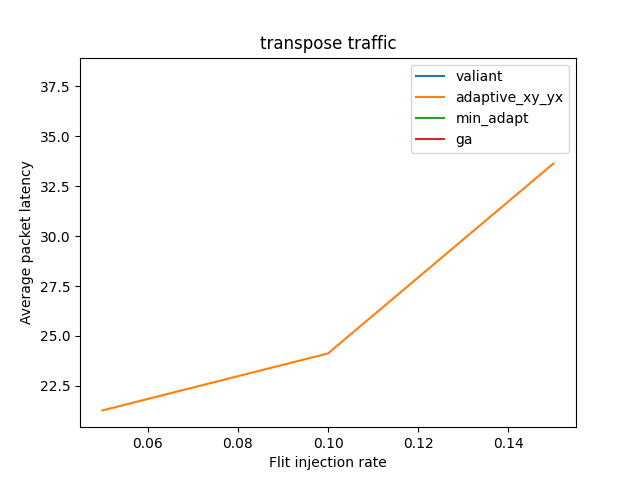 transpose traffic
valiant
adaptive_xy_yx
min_adapt
ga
37.5
35.0
32.5
30.0
27.5
25.0
22.5
Average packet latency
0.06 0.08 0.10 0.12 0.14
Flit injection rate